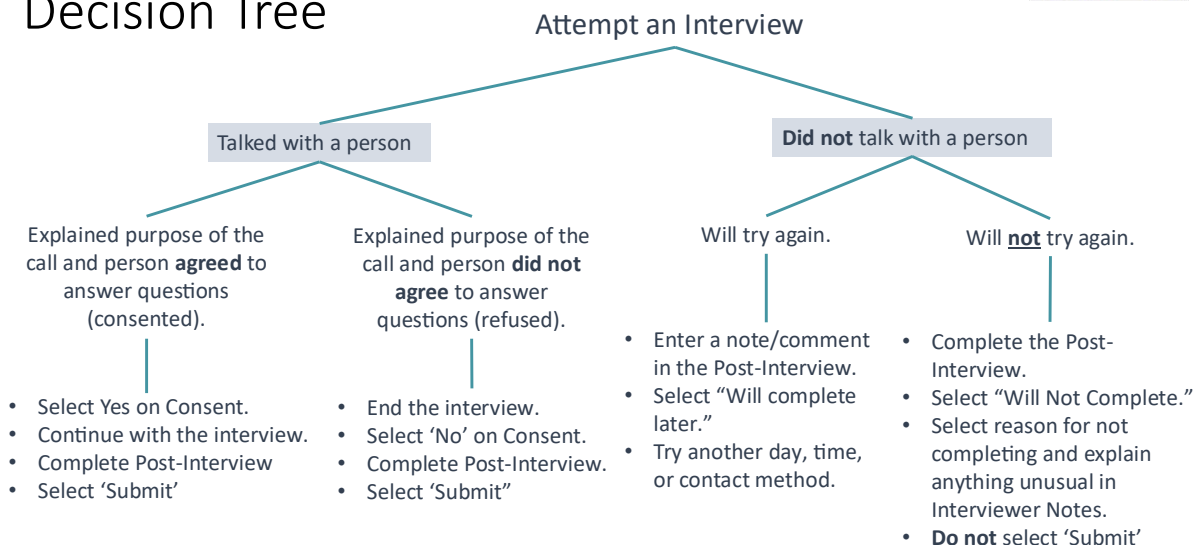 Decision Tree
Attempt an Interview
Talked with a person
Did not talk with a person
Explained purpose of the
call and person agreed to
answer questions
(consented).
• Select Yes on Consent.
• Continue with the interview.
• Complete Post-Interview
• Select ‘Submit’
Explained purpose of the
call and person did not
agree to answer
questions (refused).
• End the interview.
• Select ‘No’ on Consent.
• Complete Post-Interview.
• Select ‘Submit”
Will try again.
• Enter a note/comment
in the Post-Interview.
• Select “Will complete
later.”
• Try another day, time,
or contact method.
Will not try again.
• Complete the Post-
Interview.
• Select “Will Not Complete.”
• Select reason for not
completing and explain
anything unusual in
Interviewer Notes.
• Do not select ‘Submit’